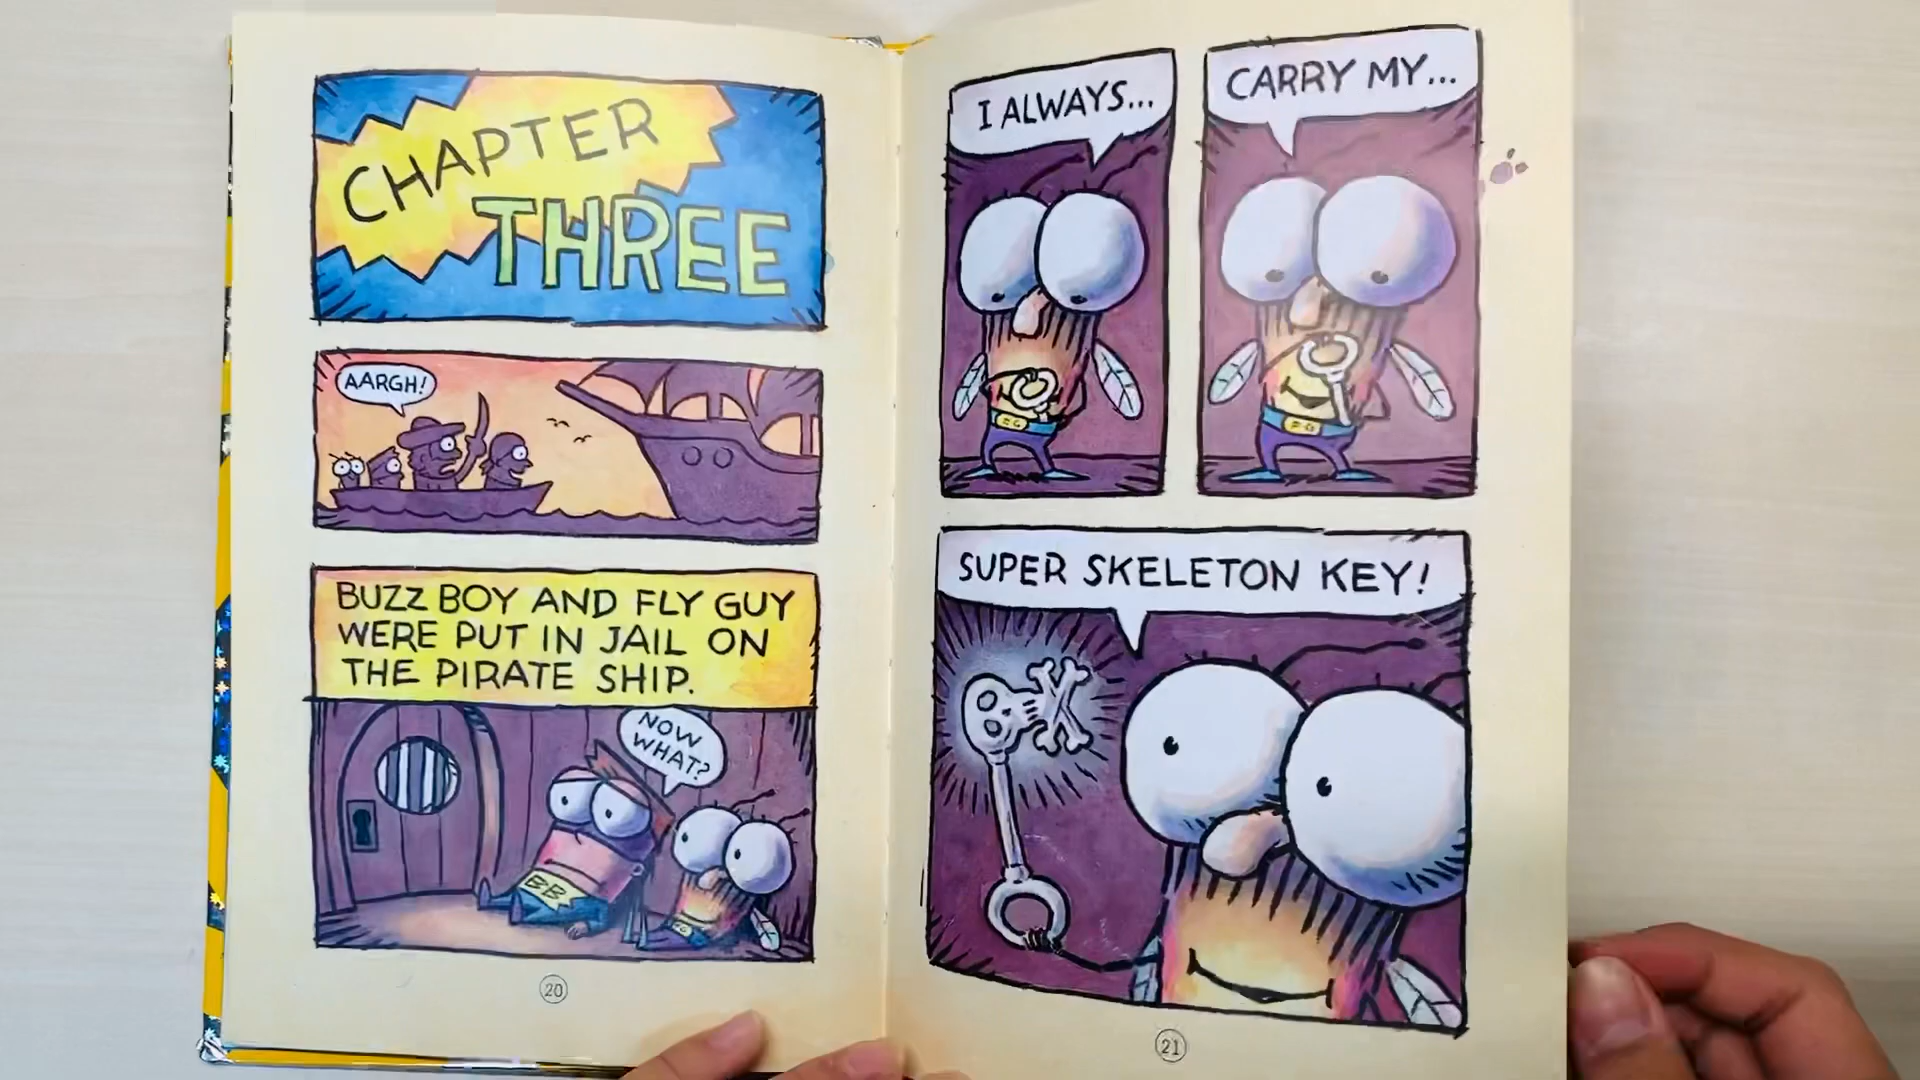 CHAPTER
THREE
AARGH!
BUZZ BOY AND FLY GUY
WERE PUT IN JAIL ON
THE PIRATE SHIP.
NOW
WHAT?
BB
20
I ALWAYS...
CARRY MY...
SUPER SKELETON KEY!
21